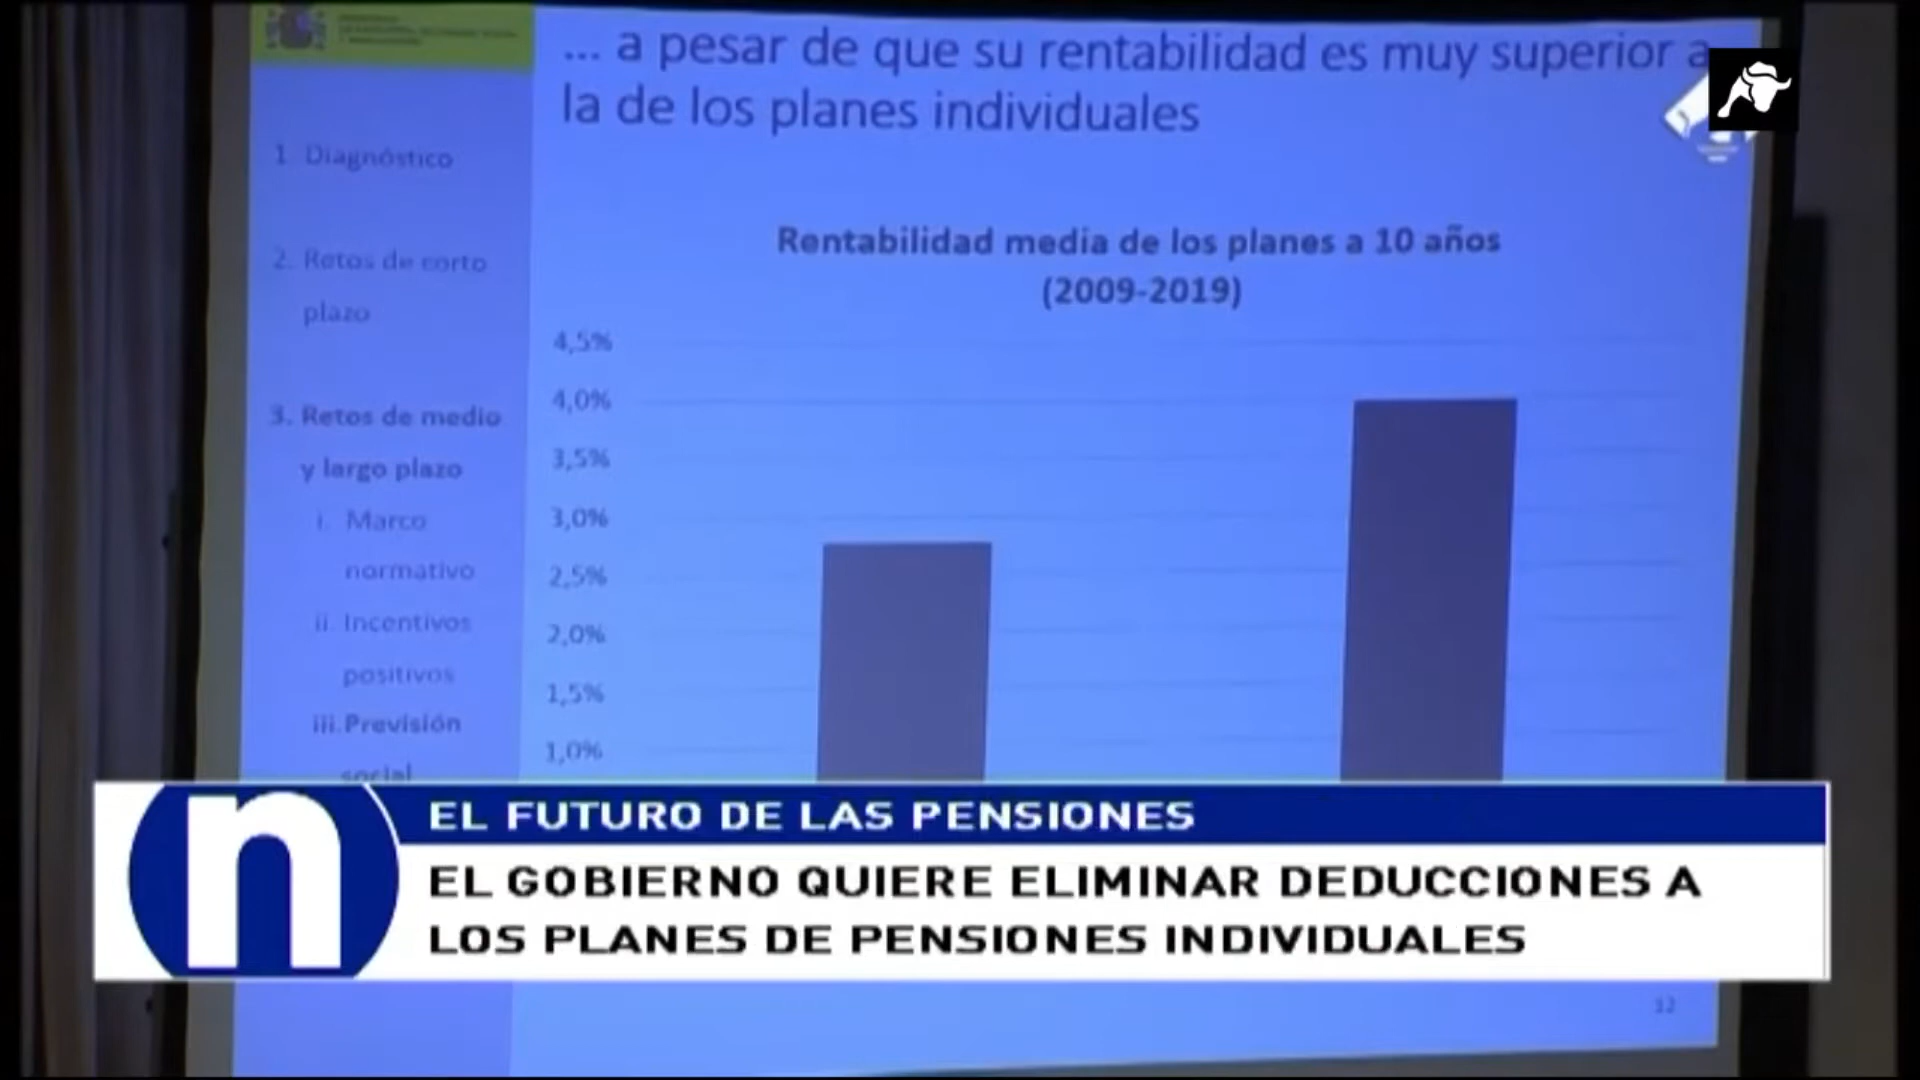 ... a pesar de que su rentabilidad es muy superior a
la de los planes individuales
1. Diagnóstico
2. Retos de corto
plazo
3. Retos de medio
y largo plazo
i. Marco
normativo
ii. Incentivos
positivos
iii. Previsión
social
Rentabilidad media de los planes a 10 años
(2009-2019)
4,5%
4,0%
3,5%
3,0%
2,5%
2,0%
1,5%
1,0%
n
EL FUTURO DE LAS PENSIONES
EL GOBIERNO QUIERE ELIMINAR DEDUCCIONES A
LOS PLANES DE PENSIONES INDIVIDUALES
12